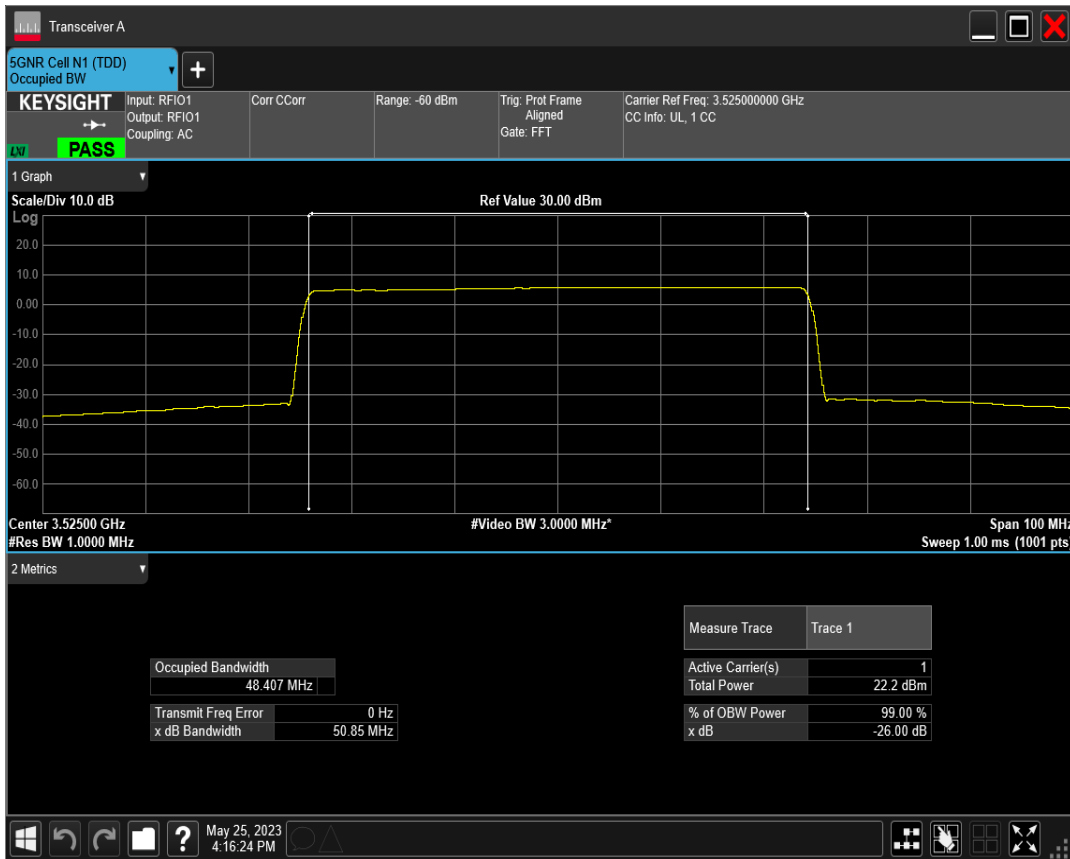 Transceiver A
5GNR Cell N1 (TDD)
Occupied BW
+
KEYSIGHT
LXI
PASS
Input: RFIO1
Output: RFIO1
Coupling: AC
Corr CCorr
Range: -60 dBm
Trig: Prot Frame
Aligned
Gate: FFT
Carrier Ref Freq: 3.525000000 GHz
CC Info: UL, 1 CC
1 Graph
Scale/Div 10.0 dB
Ref Value 30.00 dBm
Log
20.0
10.0
0.00
-10.0
-20.0
-30.0
-40.0
-50.0
-60.0
Center 3.52500 GHz
#Video BW 3.0000 MHz*
Span 100 MHz
#Res BW 1.0000 MHz
Sweep 1.00 ms (1001 pts)
2 Metrics
Measure Trace Trace 1
Occupied Bandwidth
48.407 MHz
Active Carrier(s) 1
Total Power 22.2 dBm
Transmit Freq Error 0 Hz
x dB Bandwidth 50.85 MHz
% of OBW Power 99.00 %
x dB -26.00 dB
?
May 25, 2023
4:16:24 PM